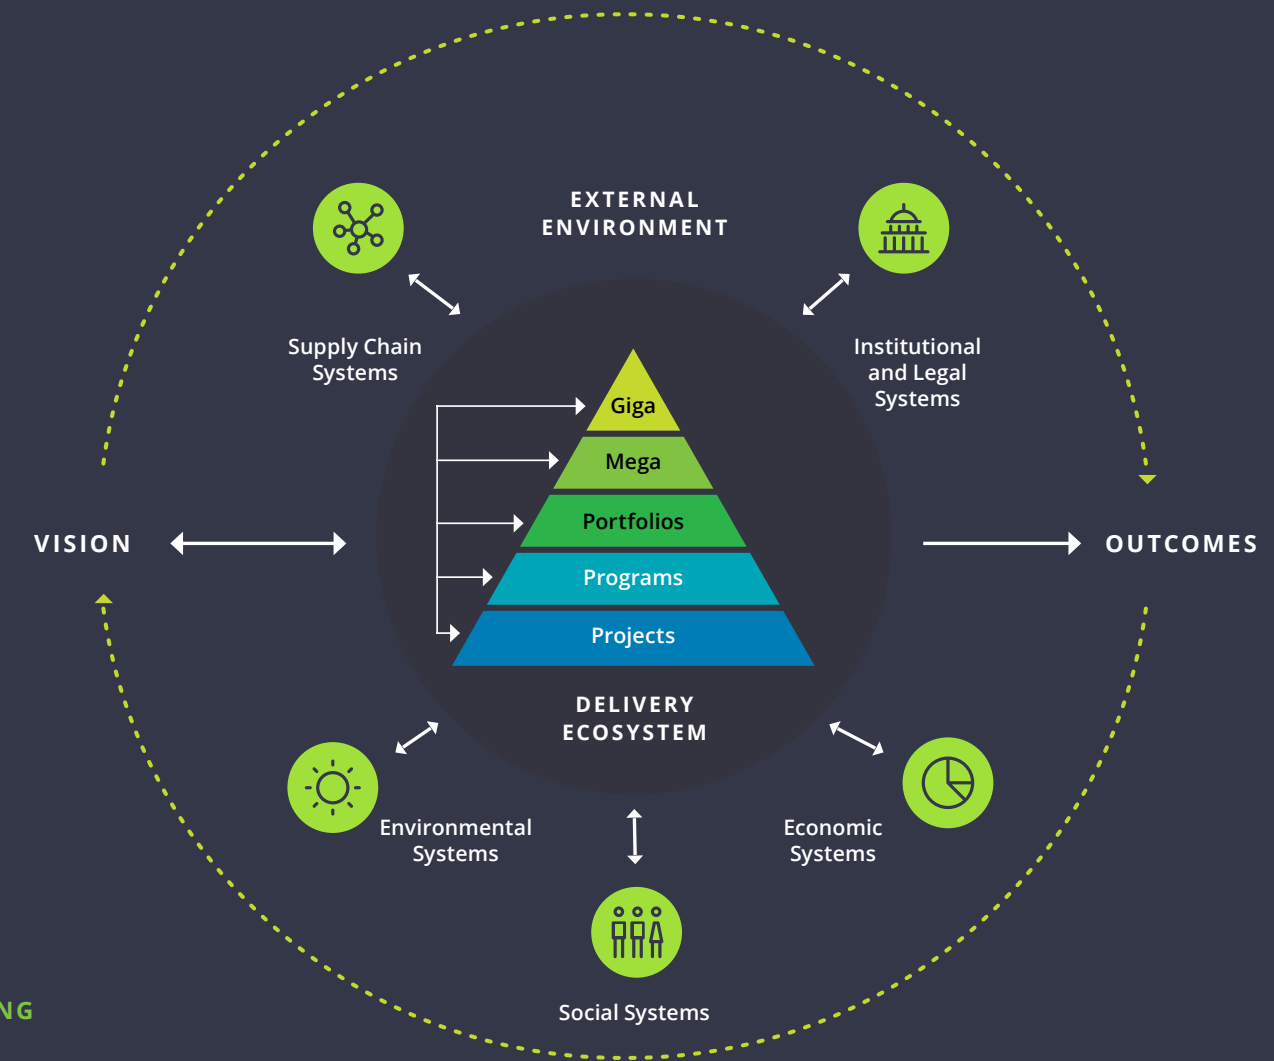 EXTERNAL
ENVIRONMENT
Supply Chain
Systems
Institutional
and Legal
Systems
Giga
Mega
Portfolios
Programs
Projects
VISION
OUTCOMES
DELIVERY
ECOSYSTEM
Environmental
Systems
Economic
Systems
Social Systems
NG